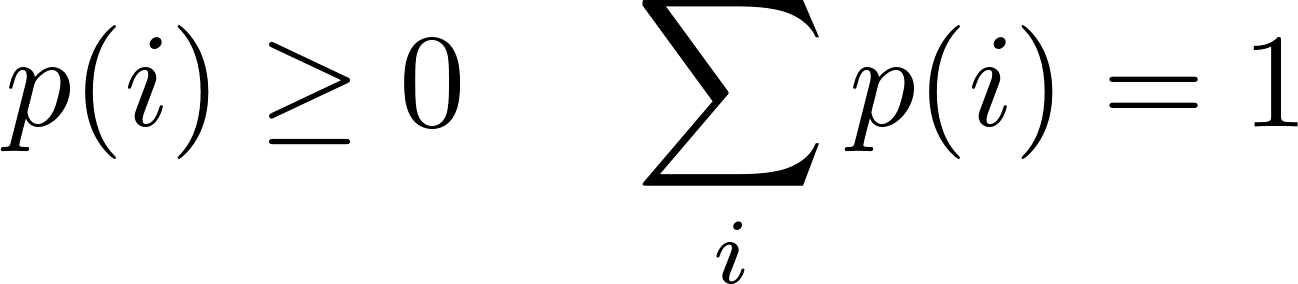 p(i) ≥ 0  ∑_i p(i) = 1